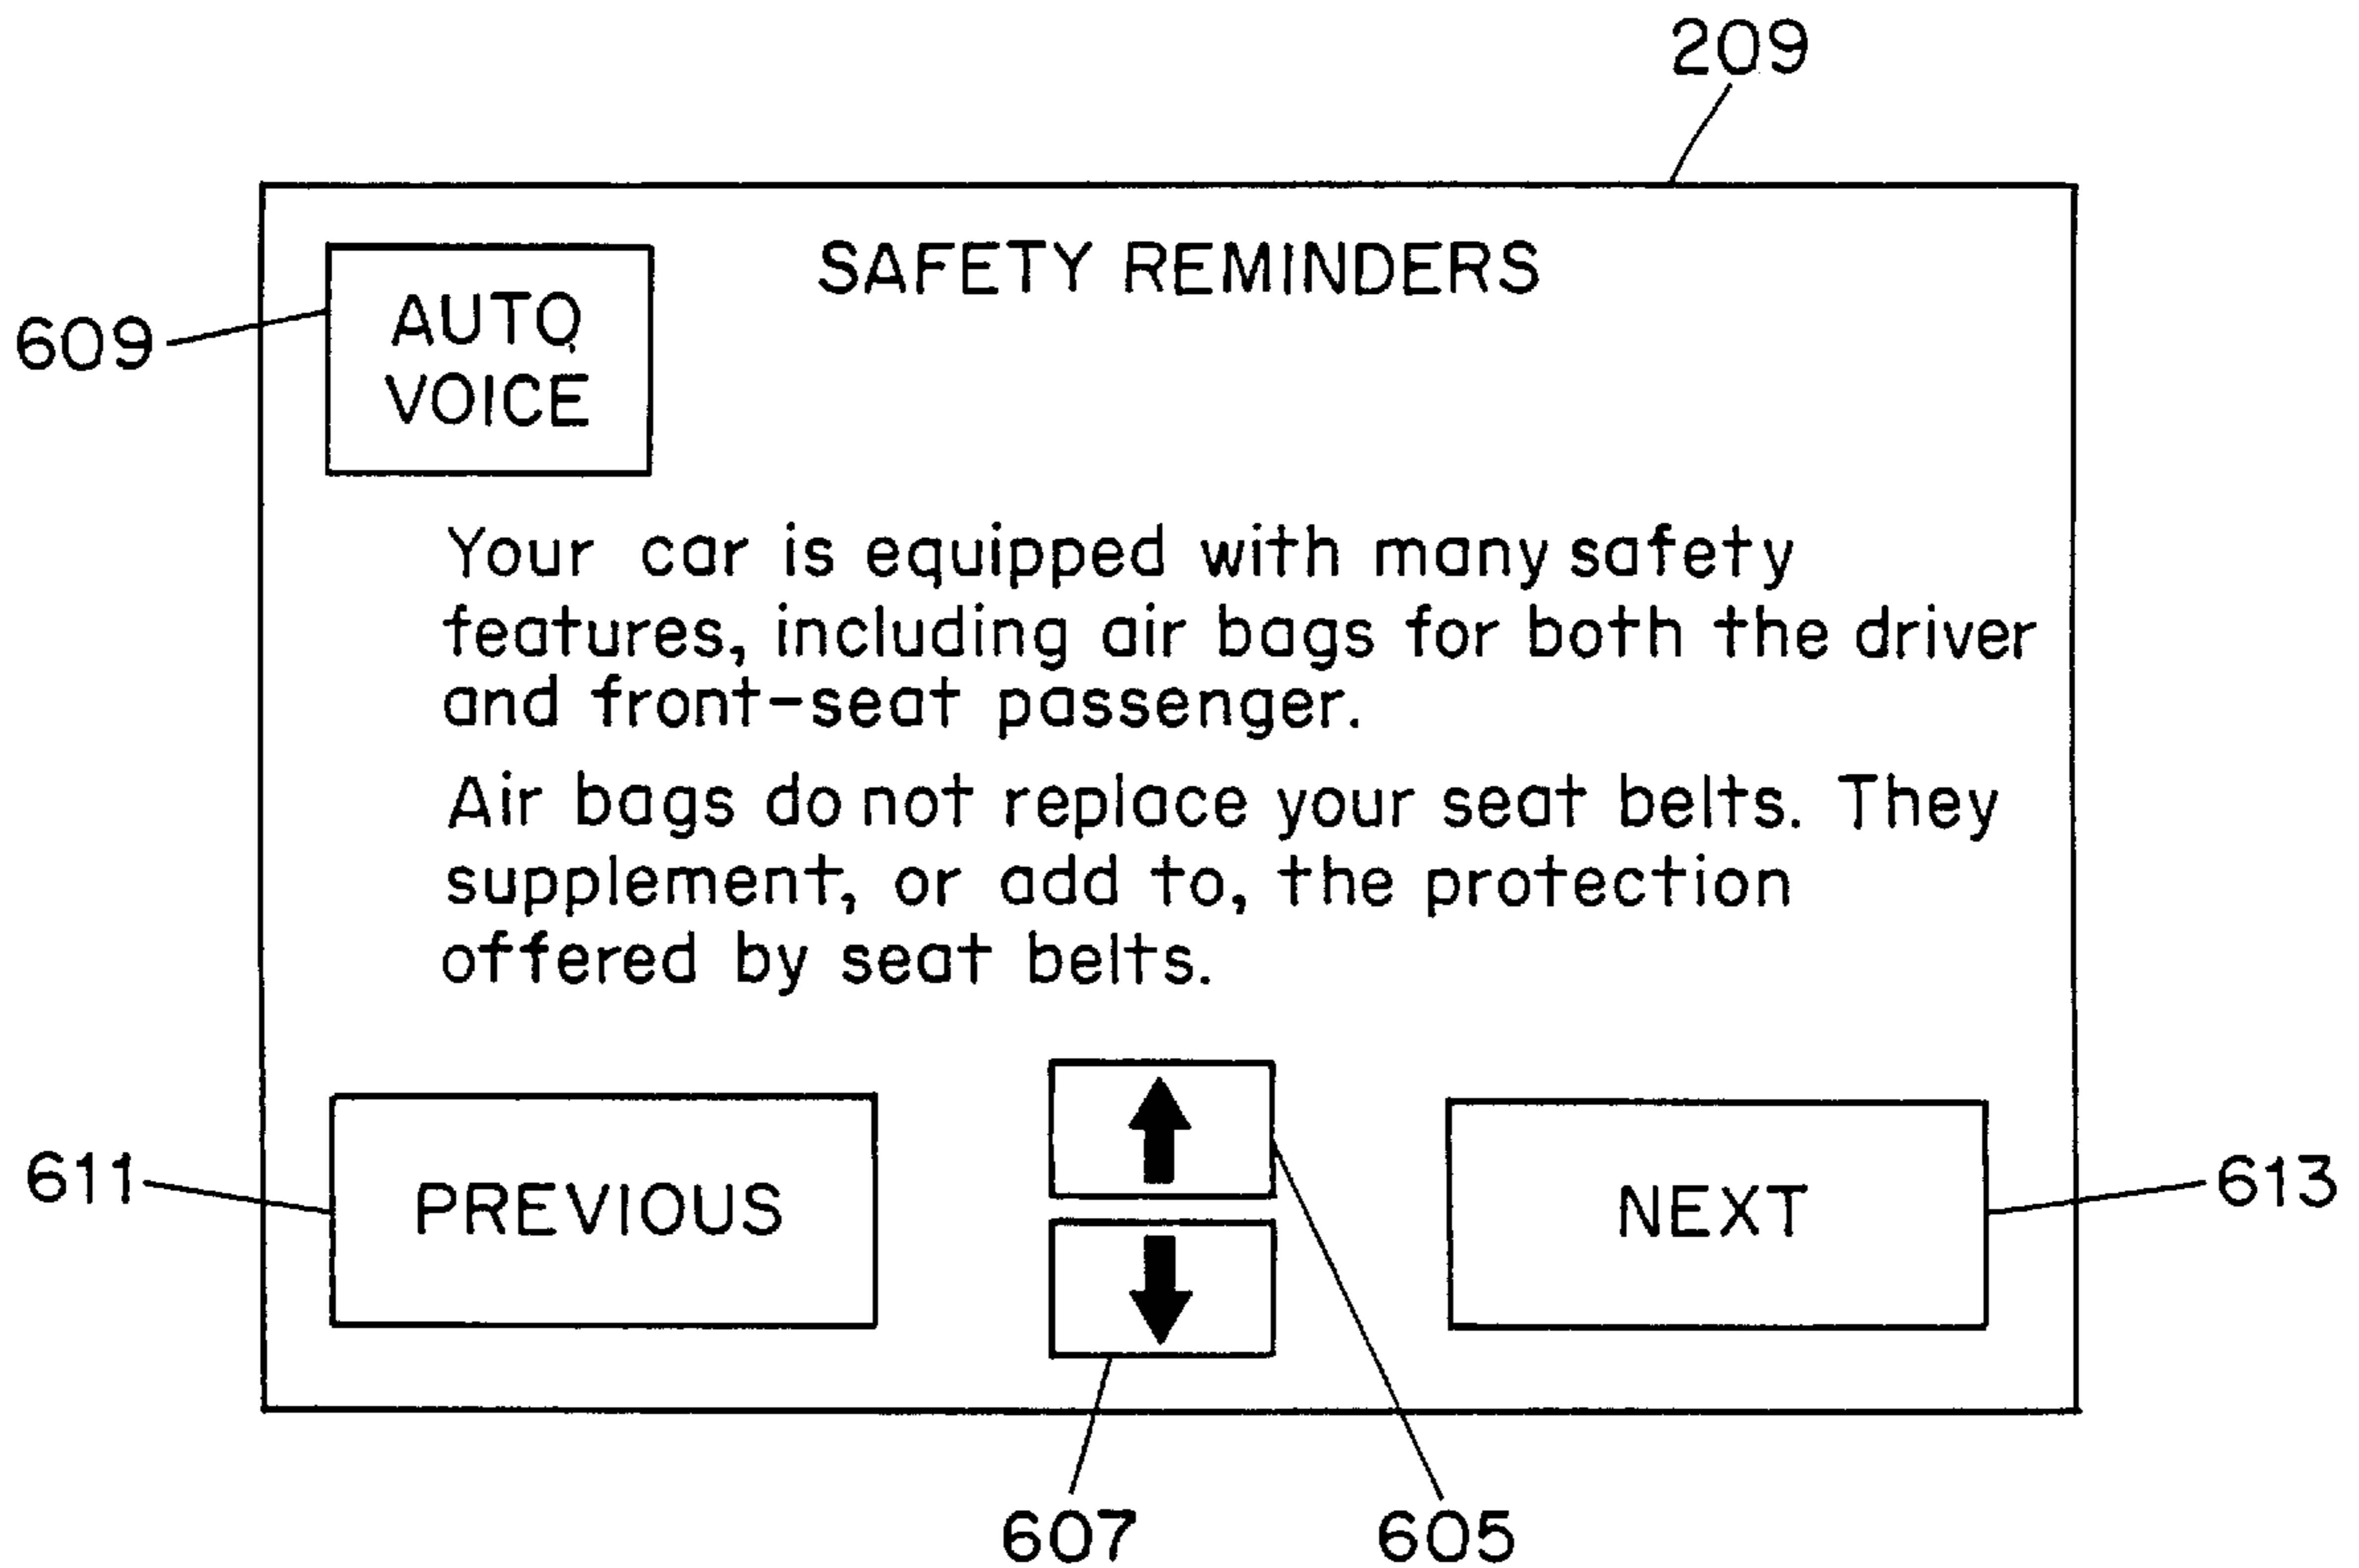 209
SAFETY REMINDERS
609
AUTO
VOICE
Your car is equipped with many safety
features, including air bags for both the driver
and front-seat passenger.
Air bags do not replace your seat belts. They
supplement, or add to, the protection
offered by seat belts.
611
PREVIOUS
NEXT
613
607
605